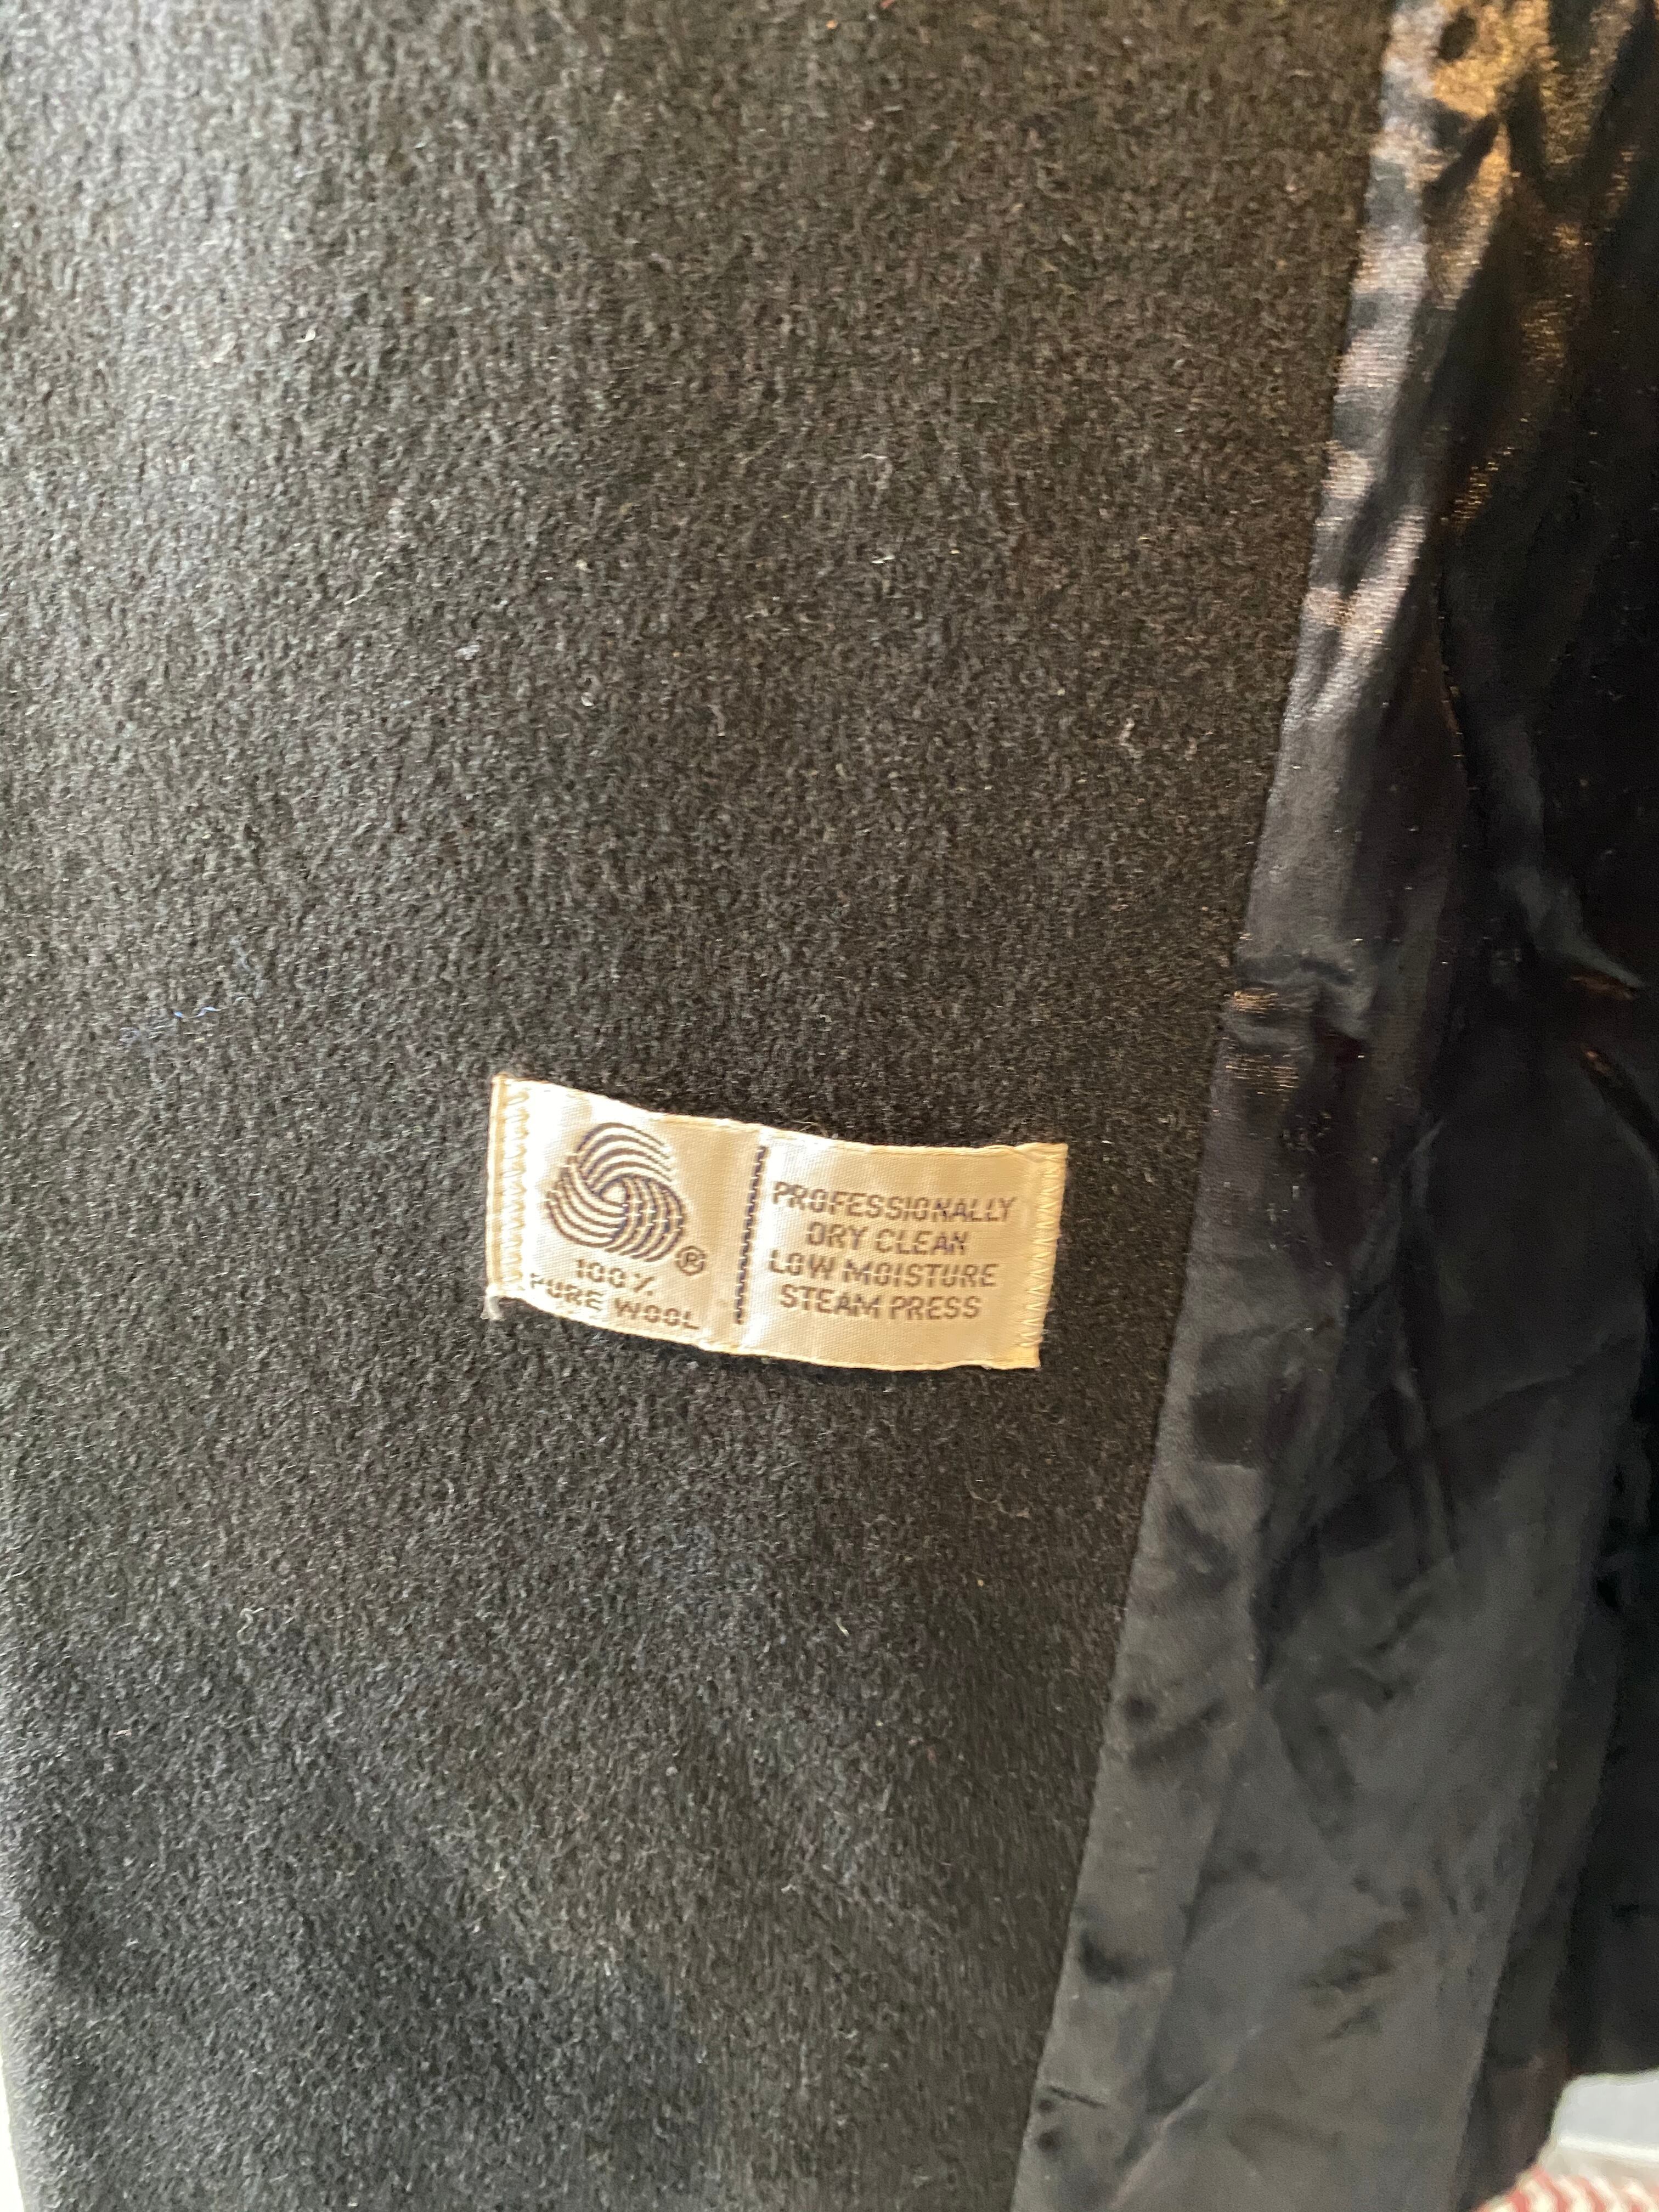 ®
100%
PURE WOOL
PROFESSIONALLY
DRY CLEAN
LOW MOISTURE
STEAM PRESS